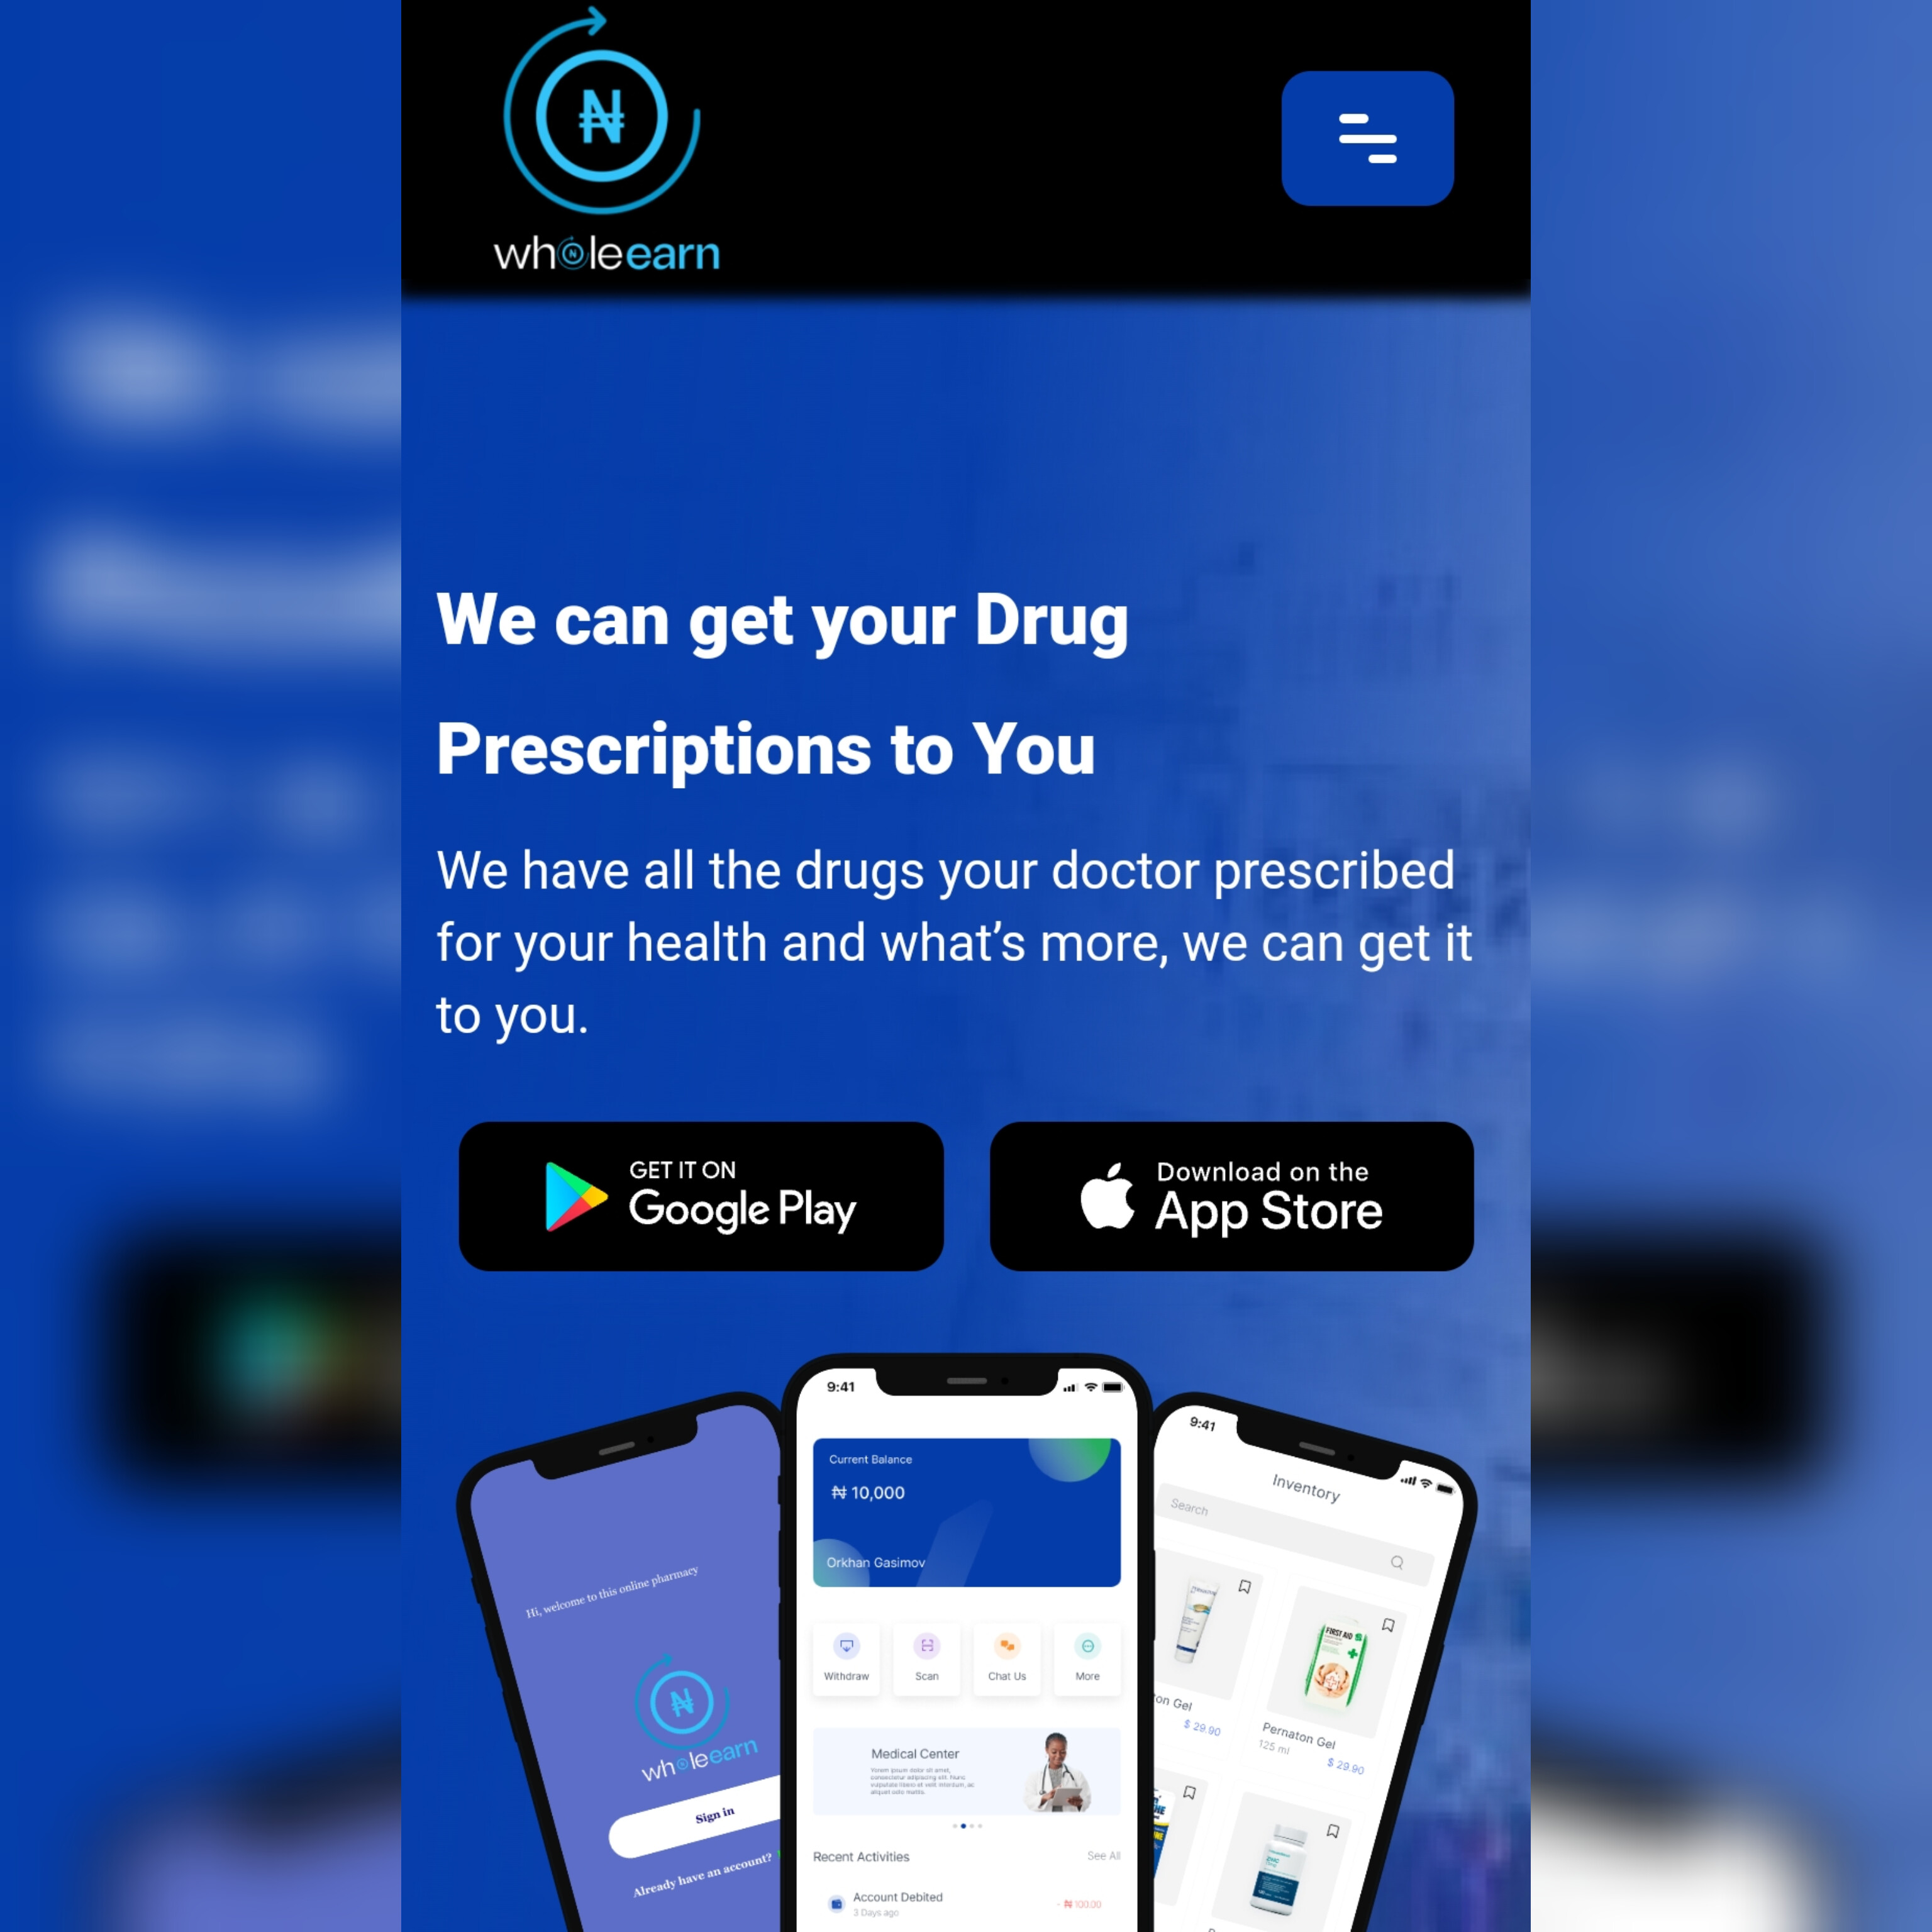 ₦
wholeearn
We can get your Drug
Prescriptions to You
We have all the drugs your doctor prescribed
for your health and what's more, we can get it
to you.
GET IT ON
Google Play
Download on the
App Store
Hi, welcome to this online pharmacy
₦
wholeearn
Sign in
Already have an account?
9:41
Current Balance
₦ 10,000
Orkhan Gasimov
Withdraw
Scan
Chat Us
More
Medical Center
Recent Activities
See All
Account Debited
3 Days ago
- ₦ 100.00
9:41
Inventory
Search
FIRST AID
on Gel
$ 29.90
Pernaton Gel
125 ml
$ 29.90
ZINC